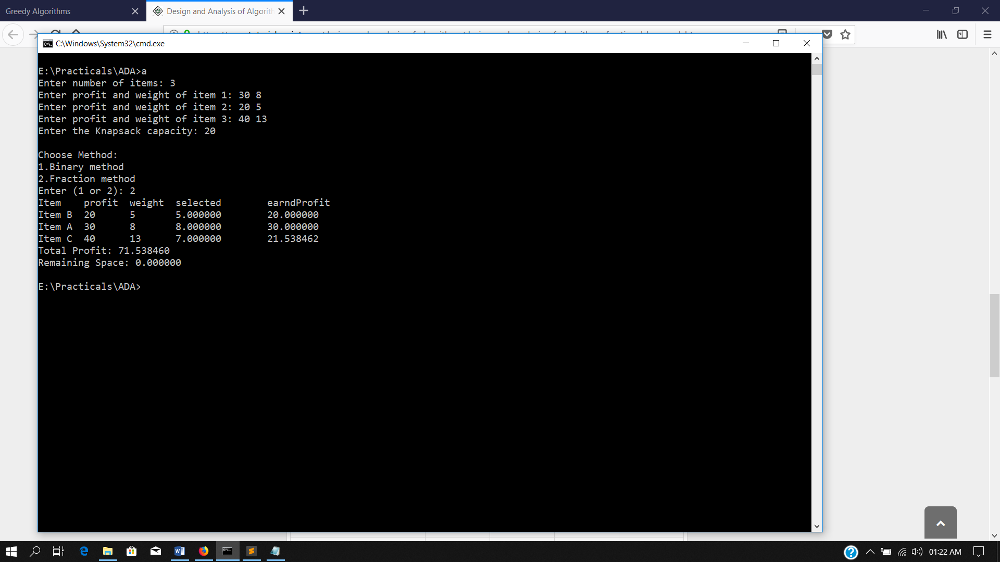 Greedy Algorithms
Design and Analysis of Algorith
C:\Windows\System32\cmd.exe
E:\Practicals\ADA>a
Enter number of items: 3
Enter profit and weight of item 1: 30 8
Enter profit and weight of item 2: 20 5
Enter profit and weight of item 3: 40 13
Enter the Knapsack capacity: 20
Choose Method:
1.Binary method
2.Fraction method
Enter (1 or 2): 2
Item profit weight selected earndProfit
Item B 20 5 5.000000 20.000000
Item A 30 8 8.000000 30.000000
Item C 40 13 7.000000 21.538462
Total Profit: 71.538460
Remaining Space: 0.000000
E:\Practicals\ADA>
01:22 AM